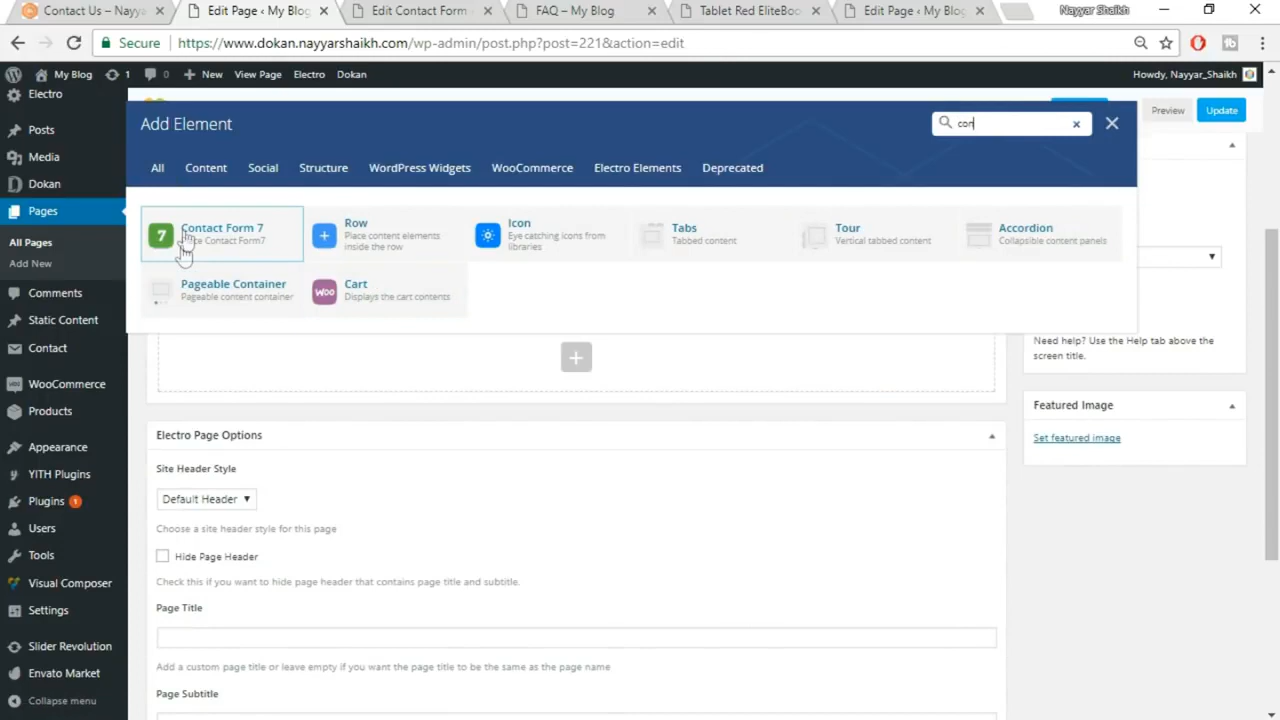 Contact Us – Nayy
Edit Page ‹ My Blog
Edit Contact Form
FAQ – My Blog
Tablet Red EliteBoo
Edit Page ‹ My Blog
Nayyar Shaikh
Secure
https://www.dokan.nayyarshaikh.com/wp-admin/post.php?post=221&action=edit
My Blog
1
0
New
View Page
Electro
Dokan
Howdy, Nayyar_Shaikh
Electro
Posts
Media
Dokan
Pages
All Pages
Add New
Comments
Static Content
Contact
WooCommerce
Products
Appearance
YITH Plugins
Plugins 1
Users
Tools
Visual Composer
Settings
Slider Revolution
Envato Market
Collapse menu
Add Element
con
Preview
Update
All
Content
Social
Structure
WordPress Widgets
WooCommerce
Electro Elements
Deprecated
7
Contact Form 7
Contact Form7
Row
Place content elements
inside the row
Icon
Eye catching icons from
libraries
Tabs
Tabbed content
Tour
Vertical tabbed content
Accordion
Collapsible content panels
Pageable Container
Pageable content container
Woo
Cart
Displays the cart contents
Need help? Use the Help tab above the
screen title.
Featured Image
Set featured image
Electro Page Options
Site Header Style
Default Header
Choose a site header style for this page
Hide Page Header
Check this if you want to hide page header that contains page title and subtitle.
Page Title
Add a custom page title or leave empty if you want the page title to be the same as the page name
Page Subtitle